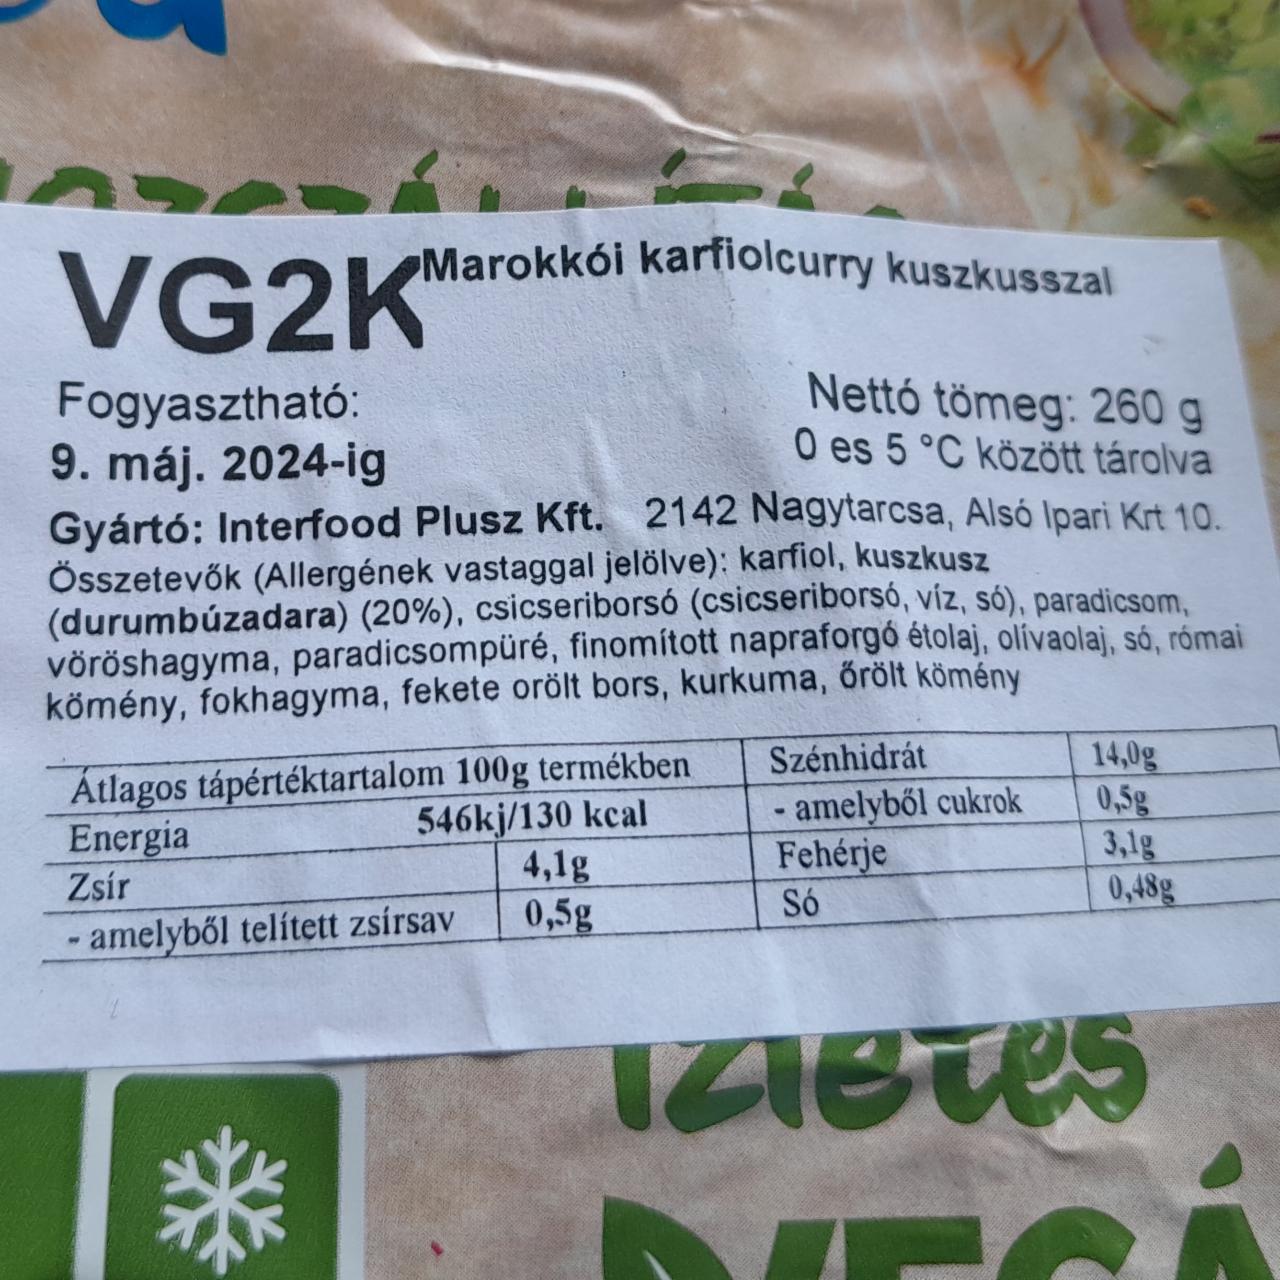 VG2K Marokkói karfiolcurry kuszkusszal
Fogyasztható:
9. máj. 2024-ig
Nettó tömeg: 260 g
0 es 5 °C között tárolva
Gyártó: Interfood Plusz Kft. 2142 Nagytarcsa, Alsó Ipari Krt 10.
Összetevők (Allergének vastaggal jelölve): karfiol, kuszkusz
(durumbúzadara) (20%), csicseriborsó (csicseriborsó, víz, só), paradicsom,
vöröshagyma, paradicsompüré, finomított napraforgó étolaj, olívaolaj, só, római
kömény, fokhagyma, fekete orölt bors, kurkuma, őrölt kömény
Átlagos tápértéktartalom 100g termékben
Energia 546kj/130 kcal
Zsír 4,1g
- amelyből telített zsírsav 0,5g
Szénhidrát 14,0g
- amelyből cukrok 0,5g
Fehérje 3,1g
Só 0,48g
ízletes